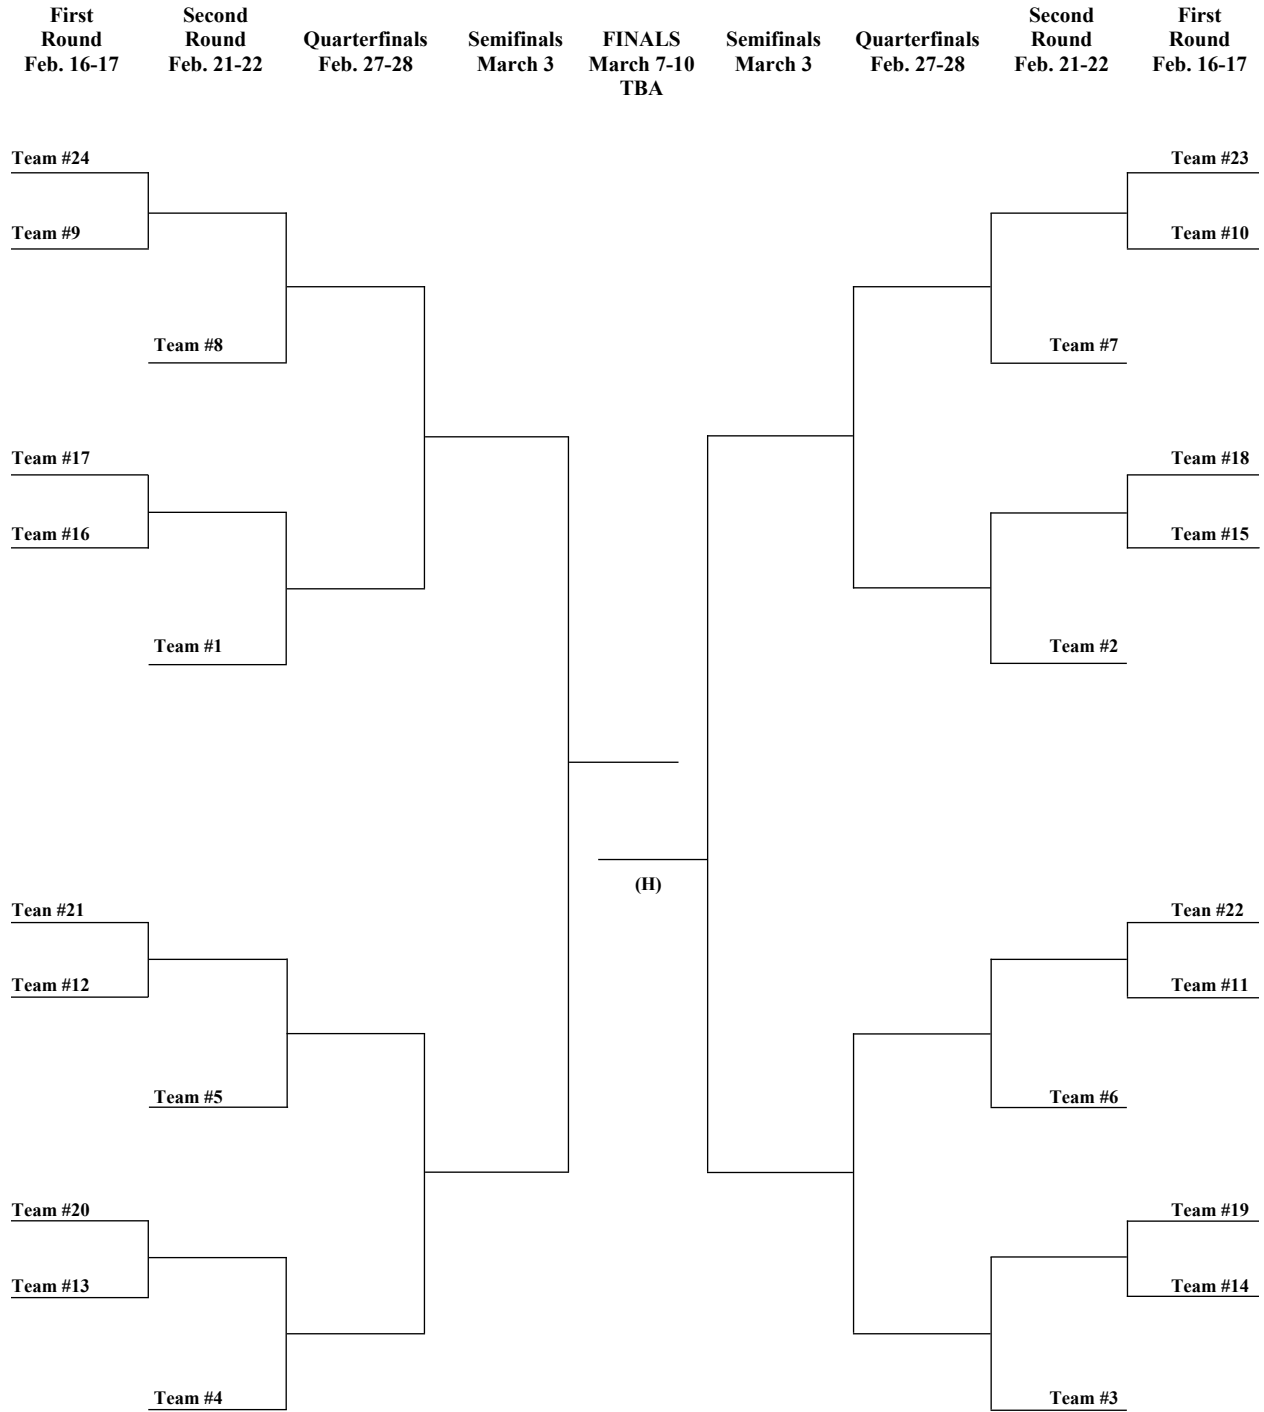 First
Round
Feb. 16-17
Second
Round
Feb. 21-22
Quarterfinals
Feb. 27-28
Semifinals
March 3
FINALS
March 7-10
TBA
Semifinals
March 3
Quarterfinals
Feb. 27-28
Second
Round
Feb. 21-22
First
Round
Feb. 16-17
Team #24
Team #23
Team #9
Team #10
Team #8
Team #7
Team #17
Team #18
Team #16
Team #15
Team #1
Team #2
(H)
Tean #21
Tean #22
Team #12
Team #11
Team #5
Team #6
Team #20
Team #19
Team #13
Team #14
Team #4
Team #3